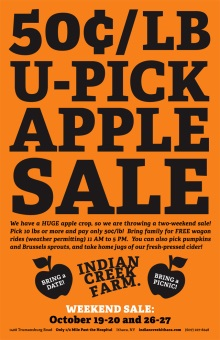 50¢/LB
U-PICK
APPLE
SALE
We have a HUGE apple crop, so we are throwing a two-weekend sale!
Pick 10 lbs or more and pay only 50¢/lb! Bring family for FREE wagon
rides (weather permitting) 11 AM to 5 PM. You can also pick pumpkins
and Brussels sprouts, and take home jugs of our fresh-pressed cider!
BRING a
DATE!
INDIAN
CREEK
FARM.
BRING a
PICNIC!
WEEKEND SALE:
October 19-20 and 26-27
1408 Trumansburg Road Only 1/2 Mile Past the Hospital Ithaca, NY indiancreekithaca.com